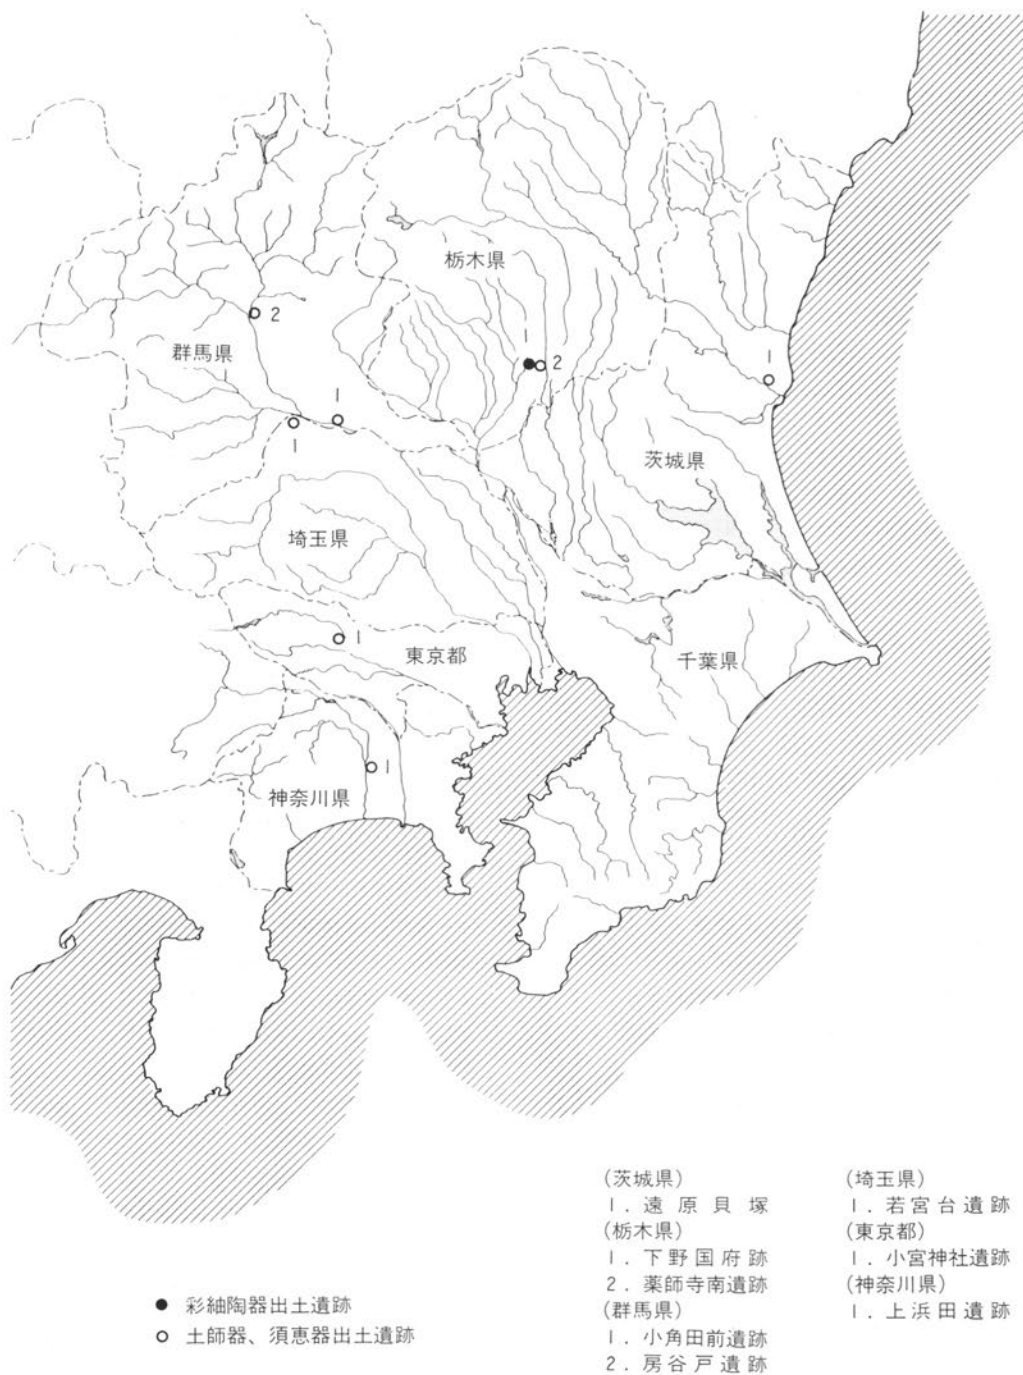 栃木県
2
群馬県
1
2
1
1
1
茨城県
埼玉県
1
東京都
千葉県
1
神奈川県
(茨城県)
1. 遠原貝塚
(栃木県)
1. 下野国府跡
2. 薬師寺南遺跡
(群馬県)
1. 小角田前遺跡
2. 房谷戸遺跡
(埼玉県)
1. 若宮台遺跡
(東京都)
1. 小宮神社遺跡
(神奈川県)
1. 上浜田遺跡
● 彩釉陶器出土遺跡
○ 土師器、須恵器出土遺跡